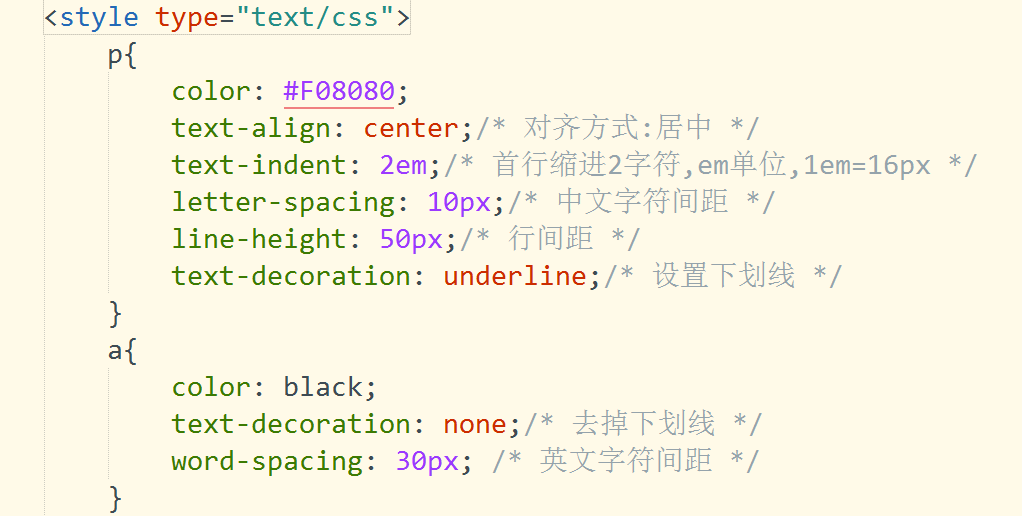 <style type="text/css">
p{
color: #F08080;
text-align: center;/* 对齐方式:居中 */
text-indent: 2em;/* 首行缩进2字符,em单位,1em=16px */
letter-spacing: 10px;/* 中文字符间距 */
line-height: 50px;/* 行间距 */
text-decoration: underline;/* 设置下划线 */
}
a{
color: black;
text-decoration: none;/* 去掉下划线 */
word-spacing: 30px; /* 英文字符间距 */
}